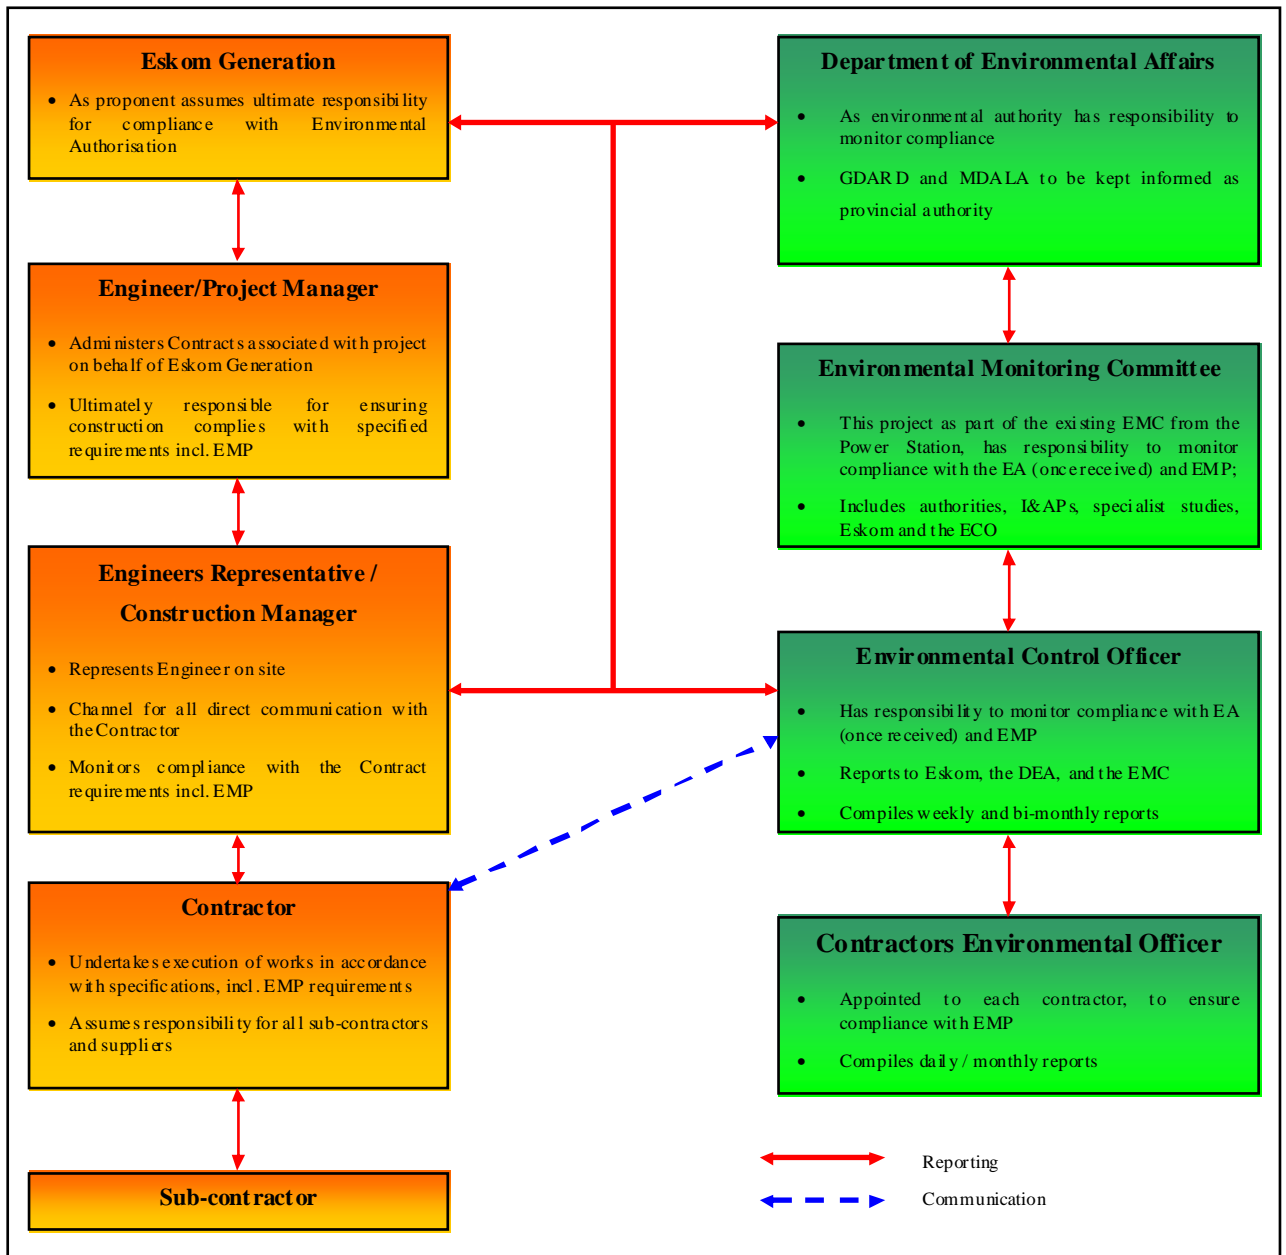 Eskom Generation
• As proponent assumes ultimate responsibility
for compliance with Environmental
Authorisation
Engineer/Project Manager
• Administers Contracts associated with project
on behalf of Eskom Generation
• Ultimately responsible for ensuring
construction complies with specified
requirements incl. EMP
Engineers Representative /
Construction Manager
• Represents Engineer on site
• Channel for all direct communication with
the Contractor
• Monitors compliance with the Contract
requirements incl. EMP
Contractor
• Undertakes execution of works in accordance
with specifications, incl. EMP requirements
• Assumes responsibility for all sub-contractors
and suppliers
Sub-contractor
Department of Environmental Affairs
• As environmental authority has responsibility to
monitor compliance
• GDARD and MDALA to be kept informed as
provincial authority
Environmental Monitoring Committee
• This project as part of the existing EMC from the
Power Station, has responsibility to monitor
compliance with the EA (once received) and EMP;
• Includes authorities, I&APs, specialist studies,
Eskom and the ECO
Environmental Control Officer
• Has responsibility to monitor compliance with EA
(once received) and EMP
• Reports to Eskom, the DEA, and the EMC
• Compiles weekly and bi-monthly reports
Contractors Environmental Officer
• Appointed to each contractor, to ensure
compliance with EMP
• Compiles daily / monthly reports
Reporting
Communication